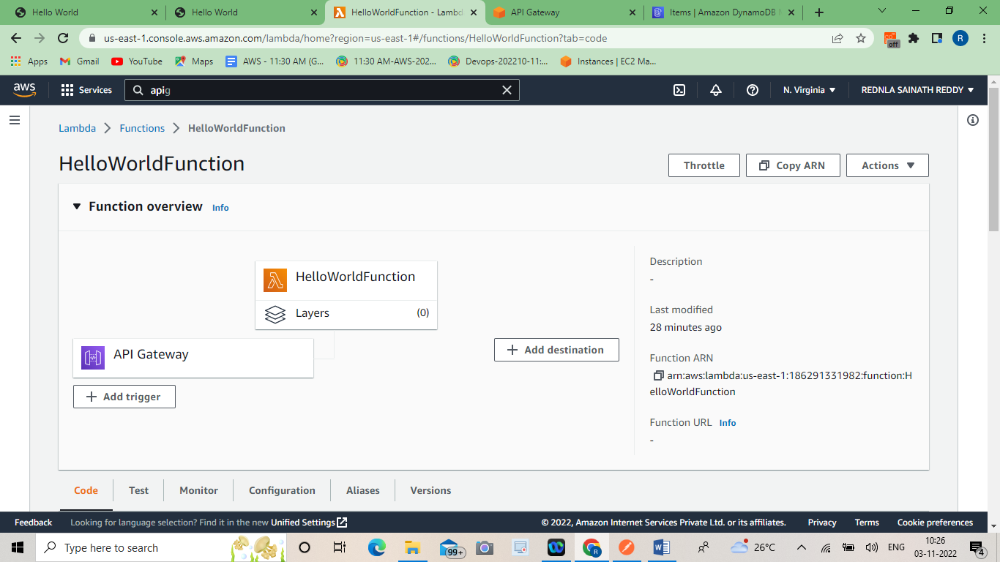 Hello World
Hello World
HelloWorldFunction - Lambd
API Gateway
Items | Amazon DynamoDB
us-east-1.console.aws.amazon.com/lambda/home?region=us-east-1#/functions/HelloWorldFunction?tab=code
off
R
Apps
Gmail
YouTube
Maps
AWS - 11:30 AM (G...
11:30 AM-AWS-202...
Devops-202210-11:...
Instances | EC2 Ma...
aws
Services
apig
N. Virginia
REDNLA SAINATH REDDY
Lambda
Functions
HelloWorldFunction
HelloWorldFunction
Throttle
Copy ARN
Actions
Function overview Info
HelloWorldFunction
Layers (0)
API Gateway
Add trigger
Add destination
Description
-
Last modified
28 minutes ago
Function ARN
arn:aws:lambda:us-east-1:186291331982:function:H
elloWorldFunction
Function URL Info
-
Code
Test
Monitor
Configuration
Aliases
Versions
Feedback
Looking for language selection? Find it in the new Unified Settings
© 2022, Amazon Internet Services Private Ltd. or its affiliates.
Privacy
Terms
Cookie preferences
Type here to search
99+
R
26°C
ENG
10:26
03-11-2022
4